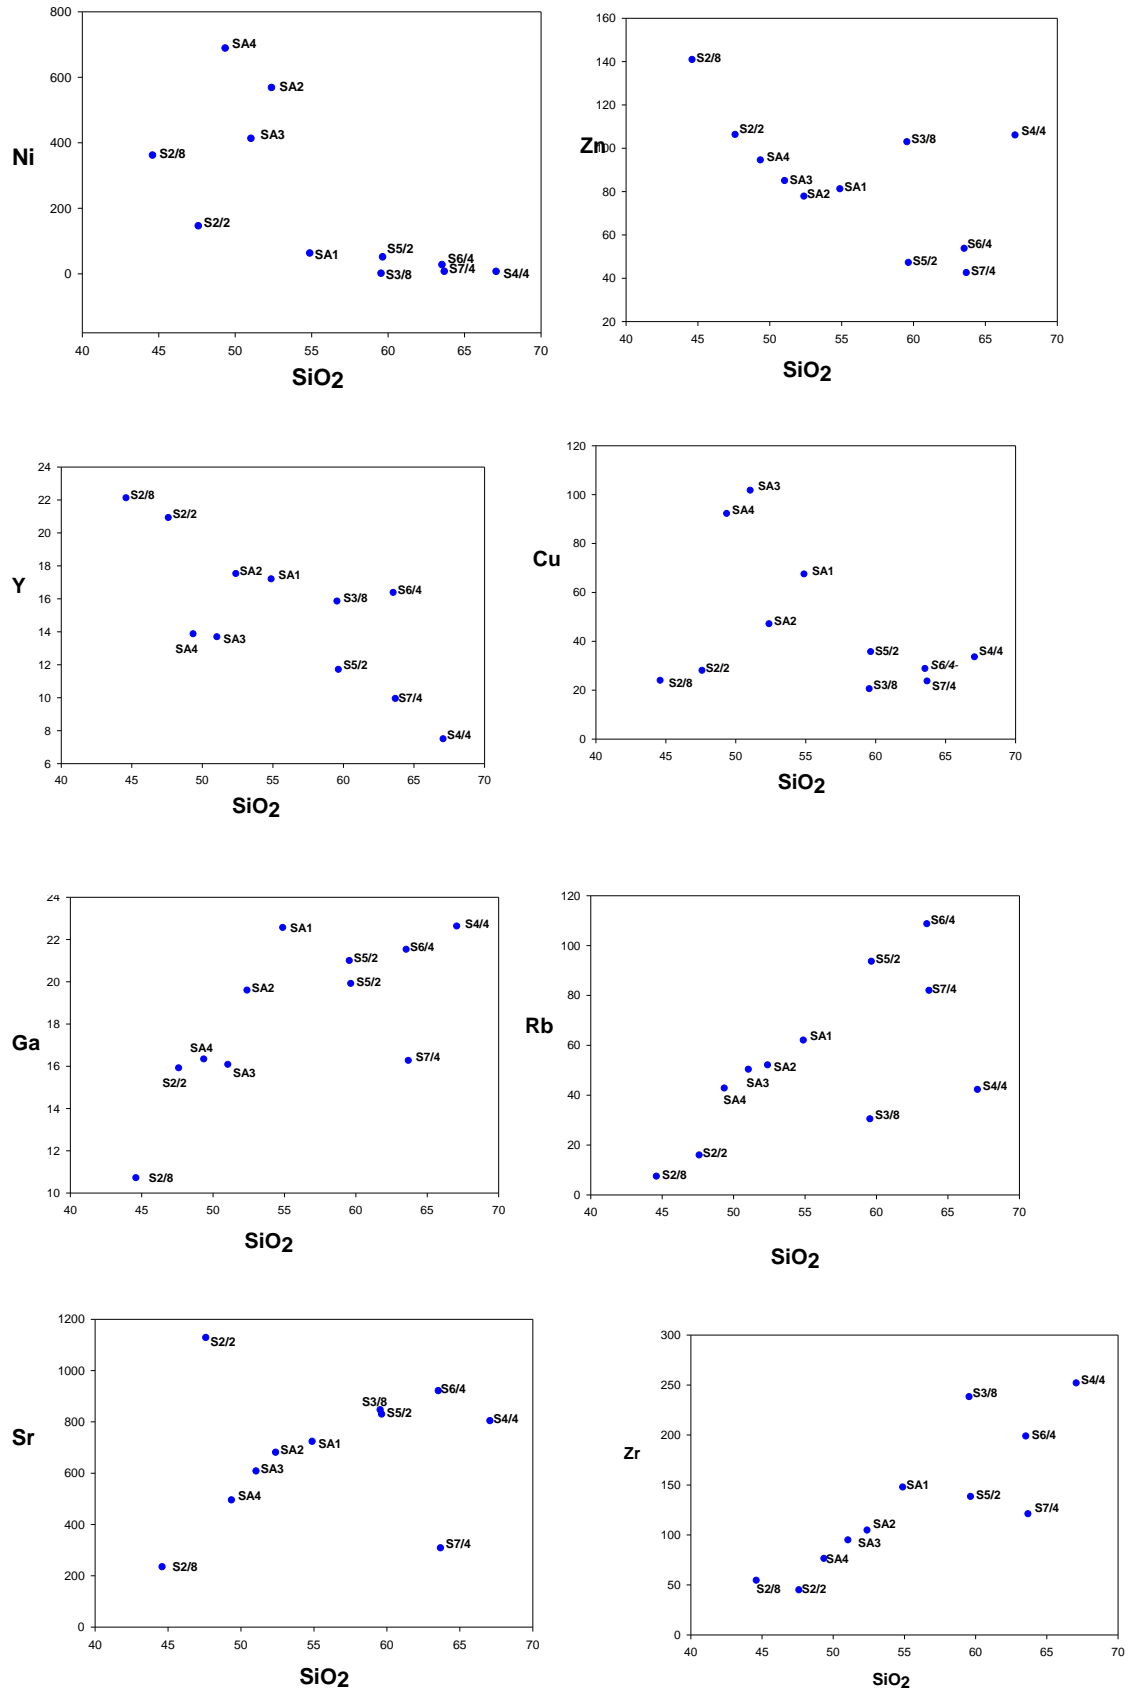 800
600
400
200
0
Ni
SA4
SA2
SA3
S2/8
S2/2
SA1
S5/2
S3/8
S6/4
S7/4
S4/4
40 45 50 55 60 65 70
SiO2
160
140
120
100
80
60
40
20
Zn
S2/8
S2/2
SA4
SA3
SA2
SA1
S3/8
S4/4
S6/4
S5/2
S7/4
40 45 50 55 60 65 70
SiO2
24
22
20
18
16
14
12
10
8
6
Y
S2/8
S2/2
SA2
SA1
SA4
SA3
S3/8
S6/4
S5/2
S7/4
S4/4
40 45 50 55 60 65 70
SiO2
120
100
80
60
40
20
0
Cu
SA3
SA4
SA1
SA2
S2/2
S2/8
S5/2
S3/8
S6/4-
S7/4
S4/4
40 45 50 55 60 65 70
SiO2
24
22
20
18
16
14
12
10
Ga
SA1
S4/4
S5/2
S6/4
S5/2
SA2
SA4
SA3
S2/2
S7/4
S2/8
40 45 50 55 60 65 70
SiO2
120
100
80
60
40
20
0
Rb
S6/4
S5/2
S7/4
SA1
SA2
SA3
SA4
S4/4
S3/8
S2/2
S2/8
40 45 50 55 60 65 70
SiO2
1200
1000
800
600
400
200
0
Sr
S2/2
S3/8
S5/2
S6/4
S4/4
SA1
SA2
SA3
SA4
S7/4
S2/8
40 45 50 55 60 65 70
SiO2
300
250
200
150
100
50
0
Zr
S4/4
S3/8
S6/4
SA1
S5/2
S7/4
SA2
SA3
SA4
S2/8
S2/2
40 45 50 55 60 65 70
SiO2